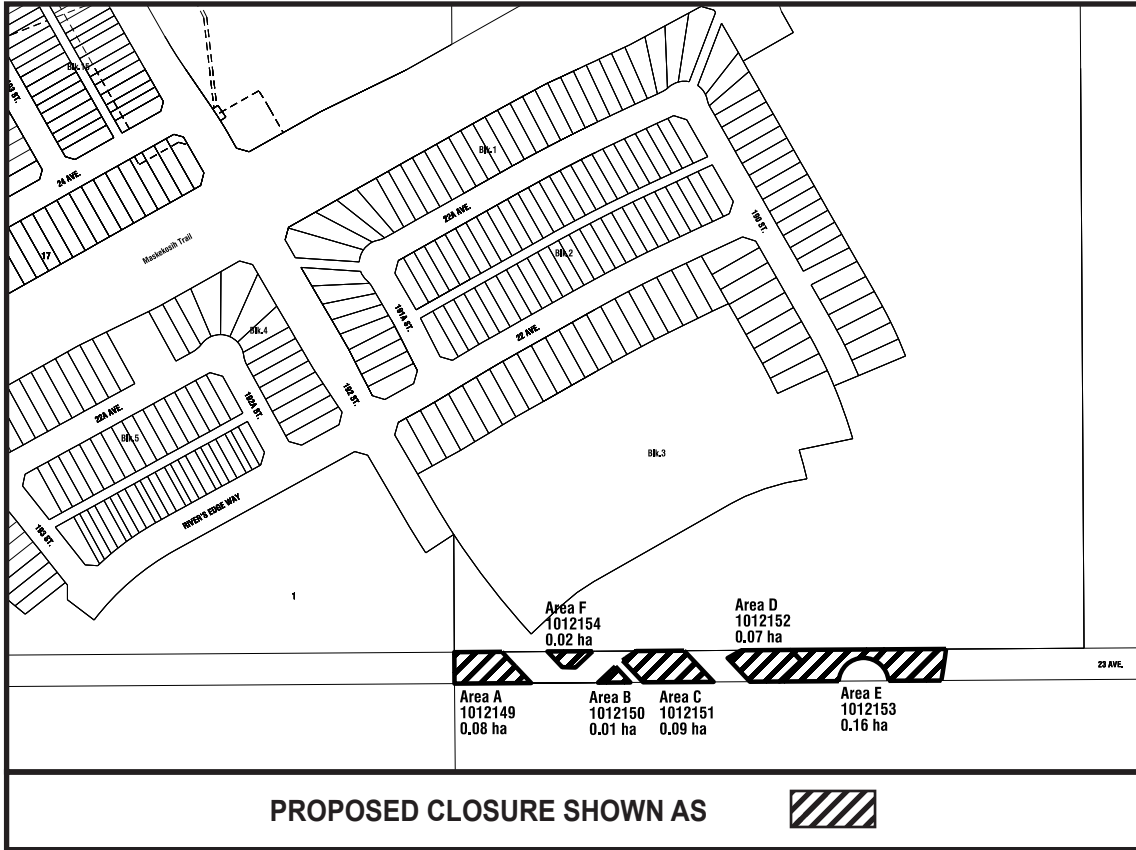 Blk.15
193 ST.
24 AVE.
17
Maskekosih Trail
Blk.1
22A AVE.
190 ST.
Blk.2
191A ST.
22 AVE.
Blk.4
192A ST.
192 ST.
22A AVE.
Blk.5
RIVER'S EDGE WAY
193 ST.
Blk.3
1
Area F
1012154
0.02 ha
Area D
1012152
0.07 ha
23 AVE.
Area A
1012149
0.08 ha
Area B
1012150
0.01 ha
Area C
1012151
0.09 ha
Area E
1012153
0.16 ha
PROPOSED CLOSURE SHOWN AS